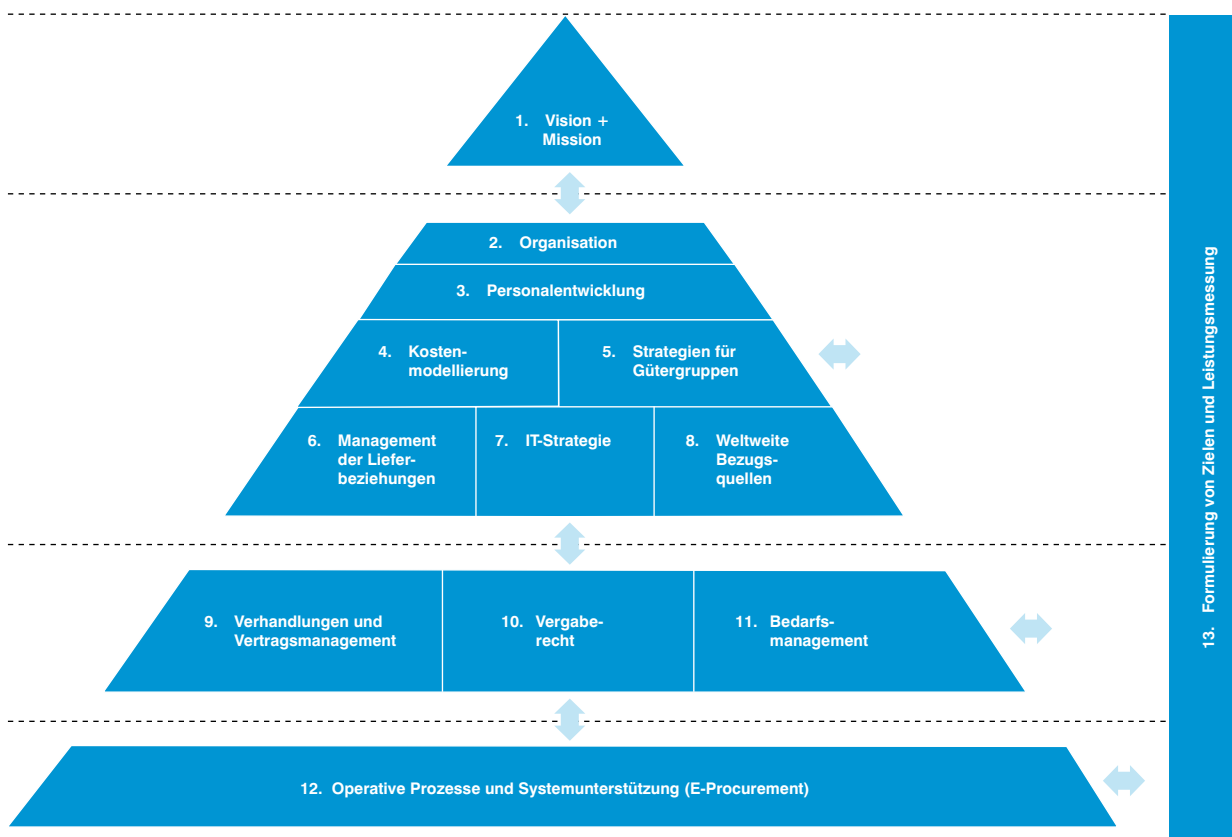 1. Vision +
Mission
2. Organisation
3. Personalentwicklung
4. Kosten-
modellierung
5. Strategien für
Gütergruppen
6. Management
der Liefer-
beziehungen
7. IT-Strategie
8. Weltweite
Bezugs-
quellen
9. Verhandlungen und
Vertragsmanagement
10. Vergabe-
recht
11. Bedarfs-
management
12. Operative Prozesse und Systemunterstützung (E-Procurement)
13. Formulierung von Zielen und Leistungsmessung